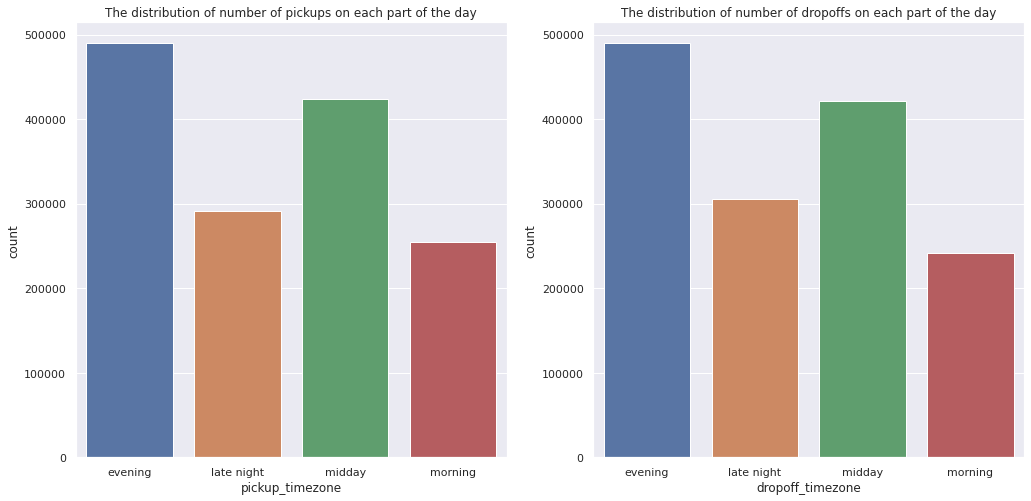 The distribution of number of pickups on each part of the day
500000
400000
300000
200000
100000
0
count
evening late night midday morning
pickup_timezone
The distribution of number of dropoffs on each part of the day
500000
400000
300000
200000
100000
0
count
evening late night midday morning
dropoff_timezone